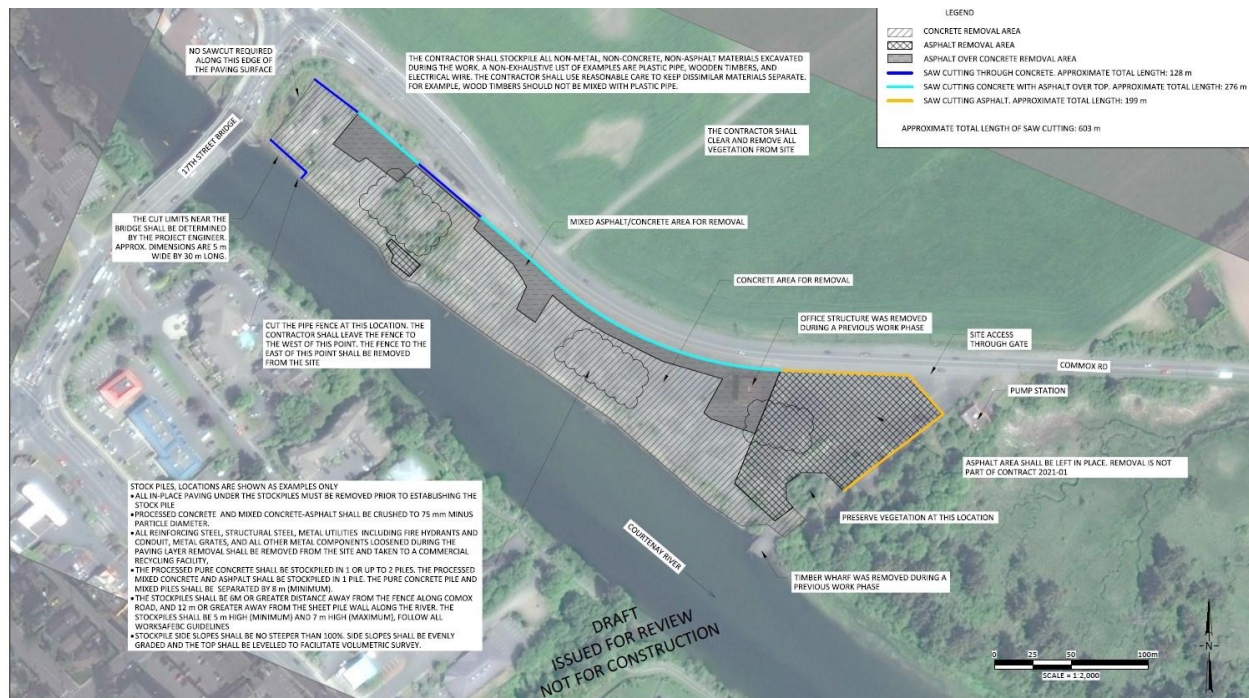 LEGEND
CONCRETE REMOVAL AREA
ASPHALT REMOVAL AREA
ASPHALT OVER CONCRETE REMOVAL AREA
SAW CUTTING THROUGH CONCRETE. APPROXIMATE TOTAL LENGTH: 128 m
SAW CUTTING CONCRETE WITH ASPHALT OVER TOP. APPROXIMATE TOTAL LENGTH: 276 m
SAW CUTTING ASPHALT. APPROXIMATE TOTAL LENGTH: 199 m
APPROXIMATE TOTAL LENGTH OF SAW CUTTING: 603 m
NO SAWCUT REQUIRED
ALONG THIS EDGE OF
THE PAVING SURFACE
THE CONTRACTOR SHALL STOCKPILE ALL NON-METAL, NON-CONCRETE, NON-ASPHALT MATERIALS EXCAVATED
DURING THE WORK. A NON-EXHAUSTIVE LIST OF EXAMPLES ARE PLASTIC PIPE, WOODEN TIMBERS, AND
ELECTRICAL WIRE. THE CONTRACTOR SHALL USE REASONABLE CARE TO KEEP DISSIMILAR MATERIALS SEPARATE.
FOR EXAMPLE, WOOD TIMBERS SHOULD NOT BE MIXED WITH PLASTIC PIPE.
THE CONTRACTOR SHALL
CLEAR AND REMOVE ALL
VEGETATION FROM SITE
17TH STREET BRIDGE
THE CUT LIMITS NEAR THE
BRIDGE SHALL BE DETERMINED
BY THE PROJECT ENGINEER.
APPROX. DIMENSIONS ARE 5 m
WIDE BY 30 m LONG.
MIXED ASPHALT/CONCRETE AREA FOR REMOVAL
CONCRETE AREA FOR REMOVAL
OFFICE STRUCTURE WAS REMOVED
DURING A PREVIOUS WORK PHASE
SITE ACCESS
THROUGH GATE
COMMOX RD
PUMP STATION
CUT THE PIPE FENCE AT THIS LOCATION. THE
CONTRACTOR SHALL LEAVE THE FENCE TO
THE WEST OF THIS POINT. THE FENCE TO THE
EAST OF THIS POINT SHALL BE REMOVED
FROM THE SITE
ASPHALT AREA SHALL BE LEFT IN PLACE. REMOVAL IS NOT
PART OF CONTRACT 2021-01
PRESERVE VEGETATION AT THIS LOCATION
TIMBER WHARF WAS REMOVED DURING A
PREVIOUS WORK PHASE
COURTENAY RIVER
STOCK PILES, LOCATIONS ARE SHOWN AS EXAMPLES ONLY
• ALL IN-PLACE PAVING UNDER THE STOCKPILES MUST BE REMOVED PRIOR TO ESTABLISHING THE
STOCK PILE
• PROCESSED CONCRETE AND MIXED CONCRETE-ASPHALT SHALL BE CRUSHED TO 75 mm MINUS
PARTICLE DIAMETER.
• ALL REINFORCING STEEL, STRUCTURAL STEEL, METAL UTILITIES INCLUDING FIRE HYDRANTS AND
CONDUIT, METAL GRATES, AND ALL OTHER METAL COMPONENTS LOOSENED DURING THE
PAVING LAYER REMOVAL SHALL BE REMOVED FROM THE SITE AND TAKEN TO A COMMERCIAL
RECYCLING FACILITY,
• THE PROCESSED PURE CONCRETE SHALL BE STOCKPILED IN 1 OR UP TO 2 PILES. THE PROCESSED
MIXED CONCRETE AND ASHPALT SHALL BE STOCKPILED IN 1 PILE. THE PURE CONCRETE PILE AND
MIXED PILES SHALL BE SEPARATED BY 8 m (MINIMUM).
• THE STOCKPILES SHALL BE 6M OR GREATER DISTANCE AWAY FROM THE FENCE ALONG COMOX
ROAD, AND 12 m OR GREATER AWAY FROM THE SHEET PILE WALL ALONG THE RIVER. THE
STOCKPILES SHALL BE 5 m HIGH (MINIMUM) AND 7 m HIGH (MAXIMUM), FOLLOW ALL
WORKSAFEBC GUIDELINES
• STOCKPILE SIDE SLOPES SHALL BE NO STEEPER THAN 100%. SIDE SLOPES SHALL BE EVENLY
GRADED AND THE TOP SHALL BE LEVELLED TO FACILITATE VOLUMETRIC SURVEY.
DRAFT
ISSUED FOR REVIEW
NOT FOR CONSTRUCTION
0 25 50 100m
SCALE = 1:2,000
N